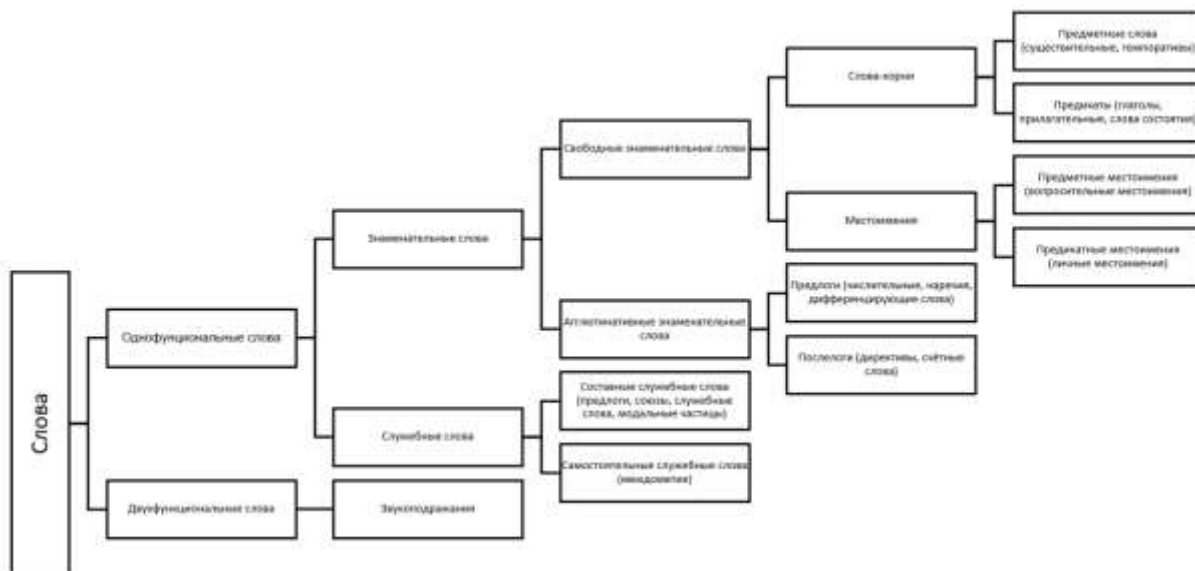 Предметные слова
(существительные, темпоративы)
Слова-корни
Предикаты (глаголы,
прилагательные, слова состояния)
Свободные знаменательные слова
Предметные местоимения
(вопросительные местоимения)
Местоимения
Знаменательные слова
Предикатные местоимения
(личные местоимения)
Предлоги (числительные, наречия,
дифференцирующие слова)
Однофунциональные слова
Агглютинативные знаменательные
слова
Послелоги (директивы, счётные
слова)
Составные служебные слова
(предлоги, союзы, служебные
слова, модальные частицы)
Слова
Служебные слова
Самостоятельные служебные слова
(междометия)
Двухфункциональные слова
Звукоподражания